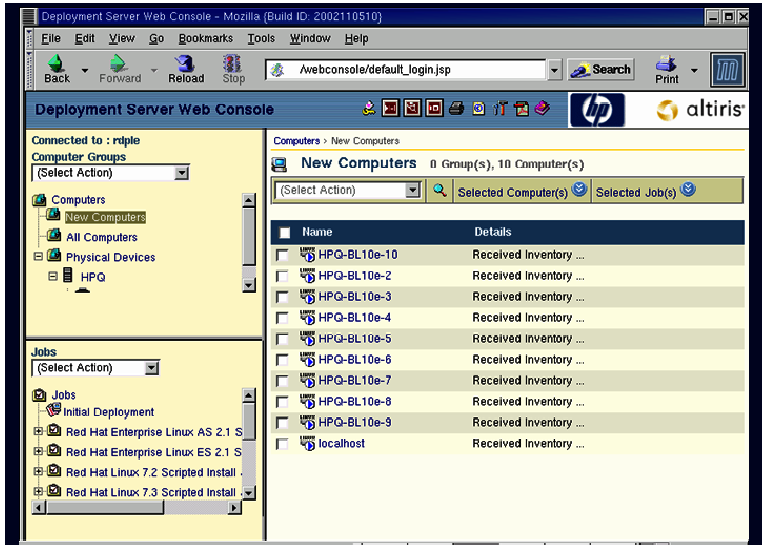 Deployment Server Web Console - Mozilla {Build ID: 2002110510}
File Edit View Go Bookmarks Tools Window Help
Back Forward Reload Stop /webconsole/default_login.jsp Search Print
Deployment Server Web Console hp altiris
Connected to : rdple
Computer Groups
(Select Action)
Computers
New Computers
All Computers
Physical Devices
HPQ
Jobs
(Select Action)
Jobs
Initial Deployment
Red Hat Enterprise Linux AS 2.1 S
Red Hat Enterprise Linux ES 2.1 S
Red Hat Linux 7.2 Scripted Install
Red Hat Linux 7.3 Scripted Install
Computers > New Computers
New Computers 0 Group(s), 10 Computer(s)
(Select Action) Selected Computer(s) Selected Job(s)
Name Details
HPQ-BL10e-10 Received Inventory ...
HPQ-BL10e-2 Received Inventory ...
HPQ-BL10e-3 Received Inventory ...
HPQ-BL10e-4 Received Inventory ...
HPQ-BL10e-5 Received Inventory ...
HPQ-BL10e-6 Received Inventory ...
HPQ-BL10e-7 Received Inventory ...
HPQ-BL10e-8 Received Inventory ...
HPQ-BL10e-9 Received Inventory ...
localhost Received Inventory ...